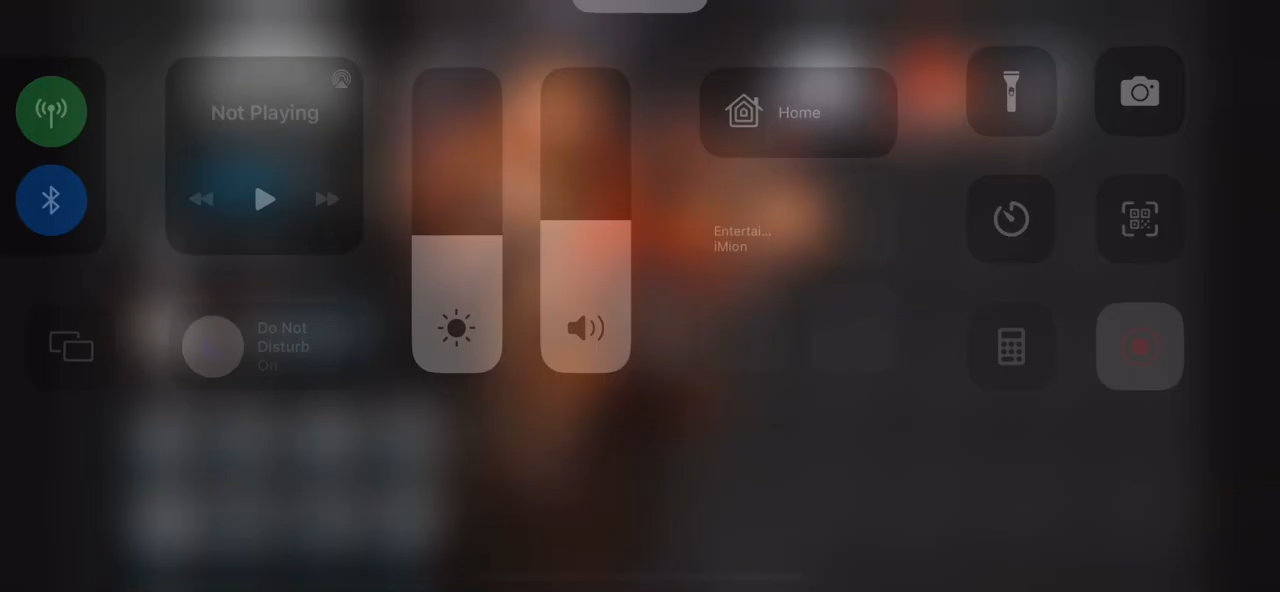 Not Playing
Home
Entertai...
iMion
Do Not
Disturb
On